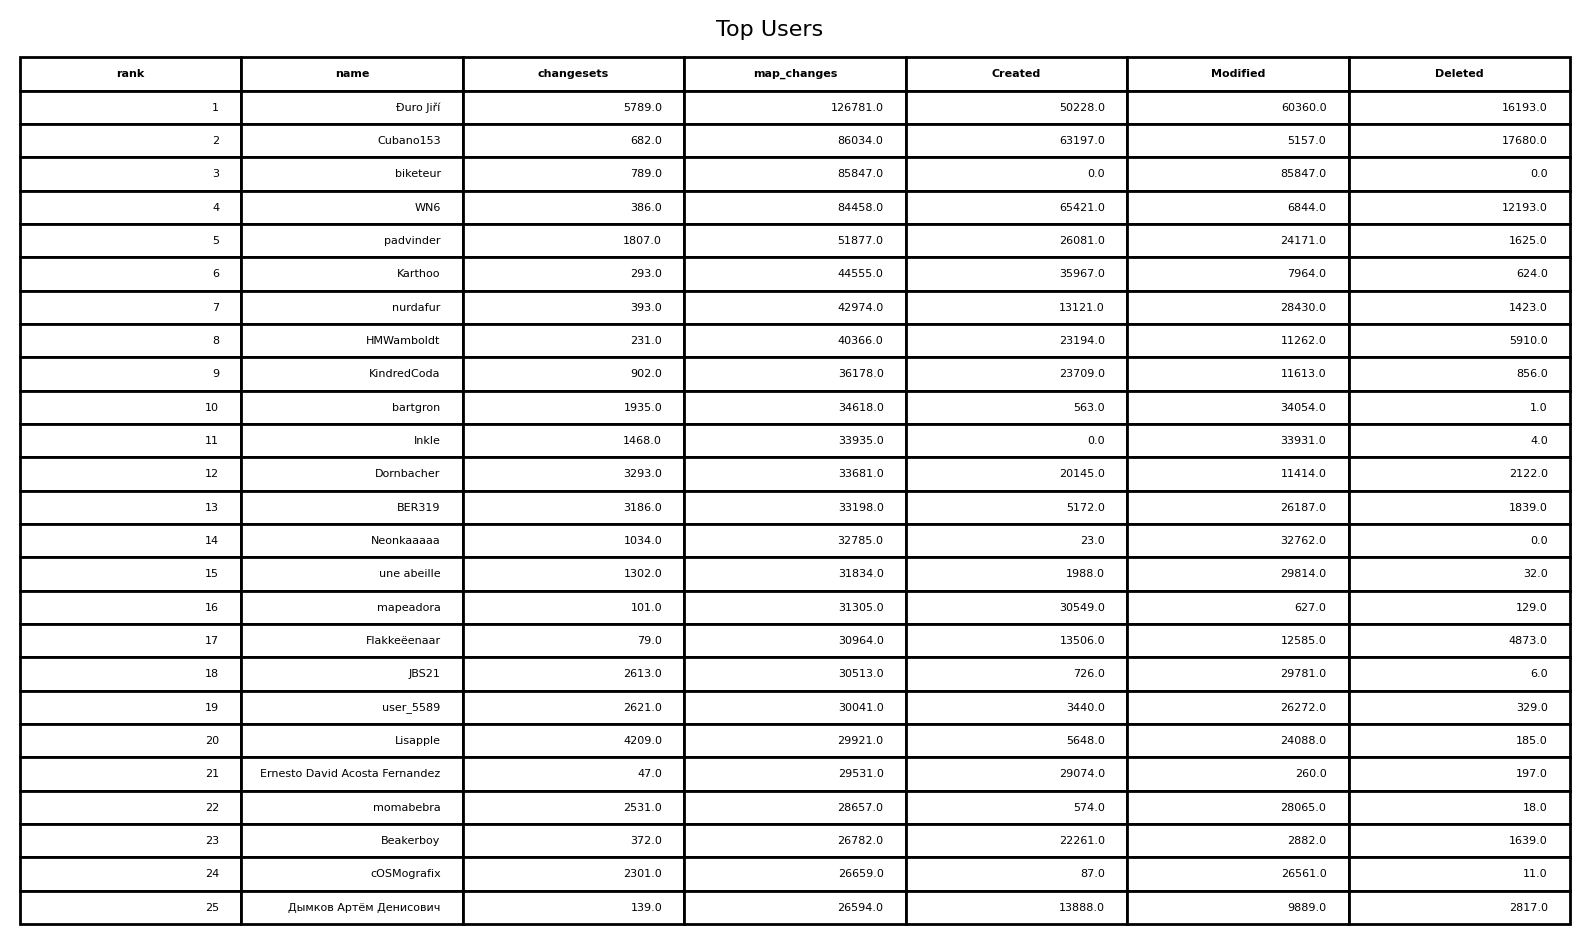 Top Users
rank name changesets map_changes Created Modified Deleted
1 Đuro Jiří 5789.0 126781.0 50228.0 60360.0 16193.0
2 Cubano153 682.0 86034.0 63197.0 5157.0 17680.0
3 biketeur 789.0 85847.0 0.0 85847.0 0.0
4 WN6 386.0 84458.0 65421.0 6844.0 12193.0
5 padvinder 1807.0 51877.0 26081.0 24171.0 1625.0
6 Karthoo 293.0 44555.0 35967.0 7964.0 624.0
7 nurdafur 393.0 42974.0 13121.0 28430.0 1423.0
8 HMWamboldt 231.0 40366.0 23194.0 11262.0 5910.0
9 KindredCoda 902.0 36178.0 23709.0 11613.0 856.0
10 bartgron 1935.0 34618.0 563.0 34054.0 1.0
11 Inkle 1468.0 33935.0 0.0 33931.0 4.0
12 Dornbacher 3293.0 33681.0 20145.0 11414.0 2122.0
13 BER319 3186.0 33198.0 5172.0 26187.0 1839.0
14 Neonkaaaaa 1034.0 32785.0 23.0 32762.0 0.0
15 une abeille 1302.0 31834.0 1988.0 29814.0 32.0
16 mapeadora 101.0 31305.0 30549.0 627.0 129.0
17 Flakkeëenaar 79.0 30964.0 13506.0 12585.0 4873.0
18 JBS21 2613.0 30513.0 726.0 29781.0 6.0
19 user_5589 2621.0 30041.0 3440.0 26272.0 329.0
20 Lisapple 4209.0 29921.0 5648.0 24088.0 185.0
21 Ernesto David Acosta Fernandez 47.0 29531.0 29074.0 260.0 197.0
22 momabebra 2531.0 28657.0 574.0 28065.0 18.0
23 Beakerboy 372.0 26782.0 22261.0 2882.0 1639.0
24 cOSMografix 2301.0 26659.0 87.0 26561.0 11.0
25 Дымков Артём Денисович 139.0 26594.0 13888.0 9889.0 2817.0